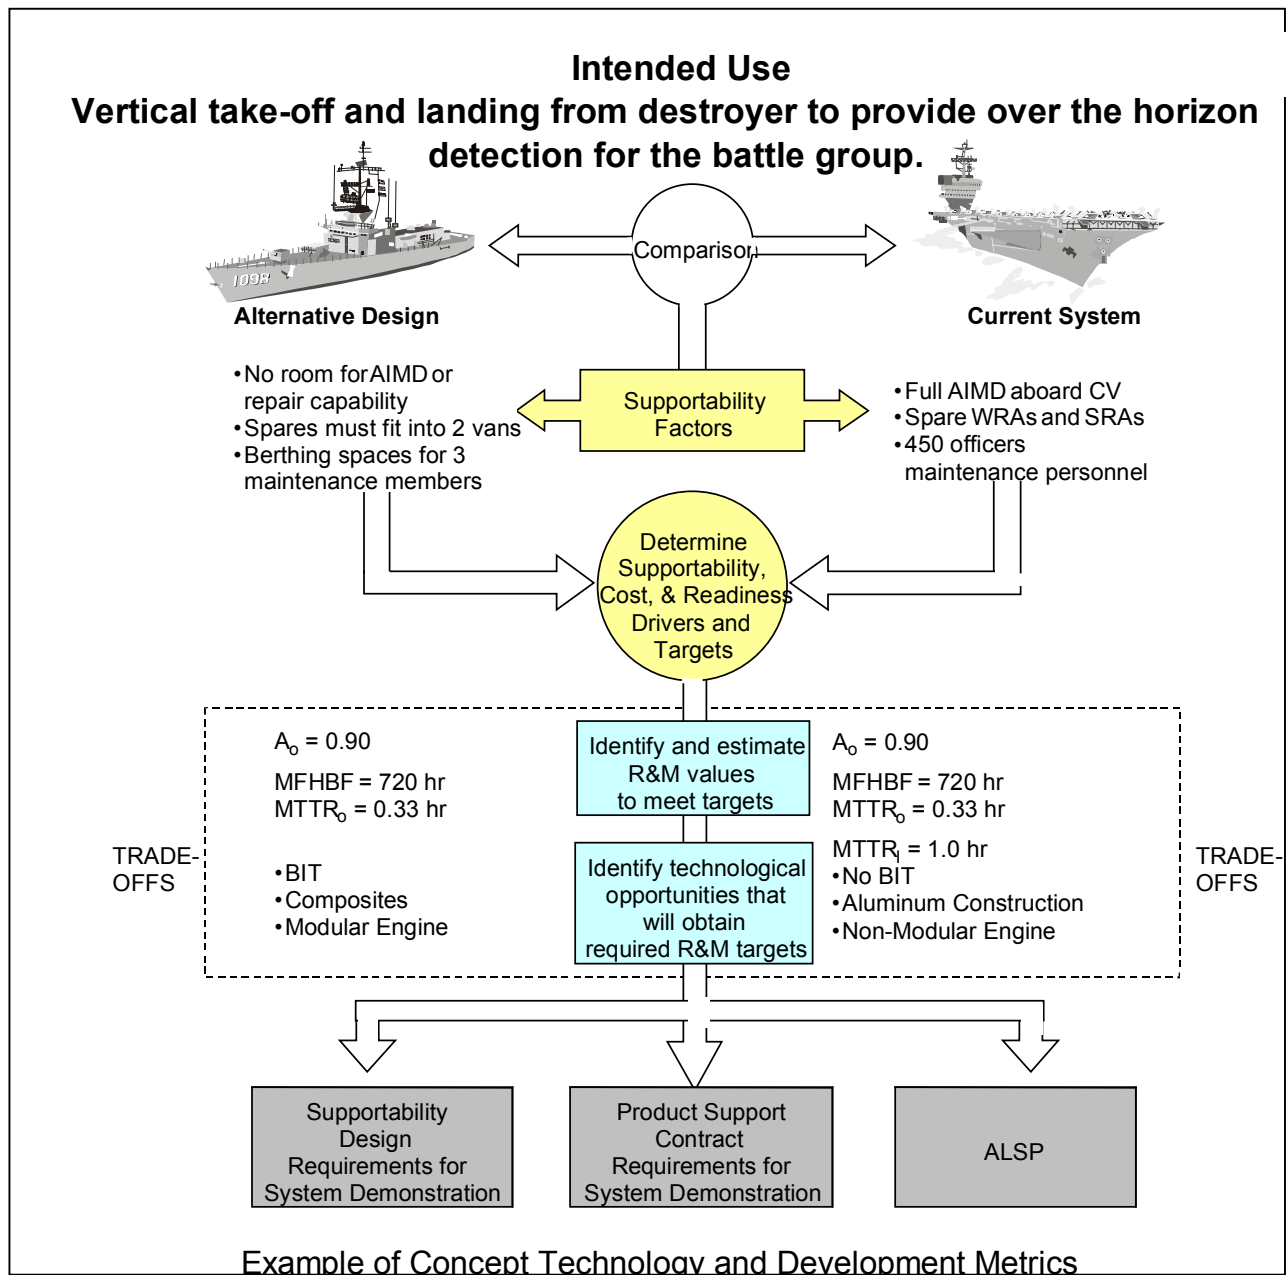 Intended Use
Vertical take-off and landing from destroyer to provide over the horizon
detection for the battle group.
1098
Comparison
Alternative Design
Current System
•No room for AIMD or
repair capability
•Spares must fit into 2 vans
•Berthing spaces for 3
maintenance members
Supportability
Factors
•Full AIMD aboard CV
•Spare WRAs and SRAs
•450 officers
maintenance personnel
Determine
Supportability,
Cost, & Readiness
Drivers and
Targets
TRADE-
OFFS
Ao = 0.90
MFHBF = 720 hr
MTTRo = 0.33 hr
•BIT
•Composites
•Modular Engine
Identify and estimate
R&M values
to meet targets
Identify technological
opportunities that
will obtain
required R&M targets
Ao = 0.90
MFHBF = 720 hr
MTTRo = 0.33 hr
MTTRI = 1.0 hr
•No BIT
•Aluminum Construction
•Non-Modular Engine
TRADE-
OFFS
Supportability
Design
Requirements for
System Demonstration
Product Support
Contract
Requirements for
System Demonstration
ALSP
Example of Concept Technology and Development Metrics